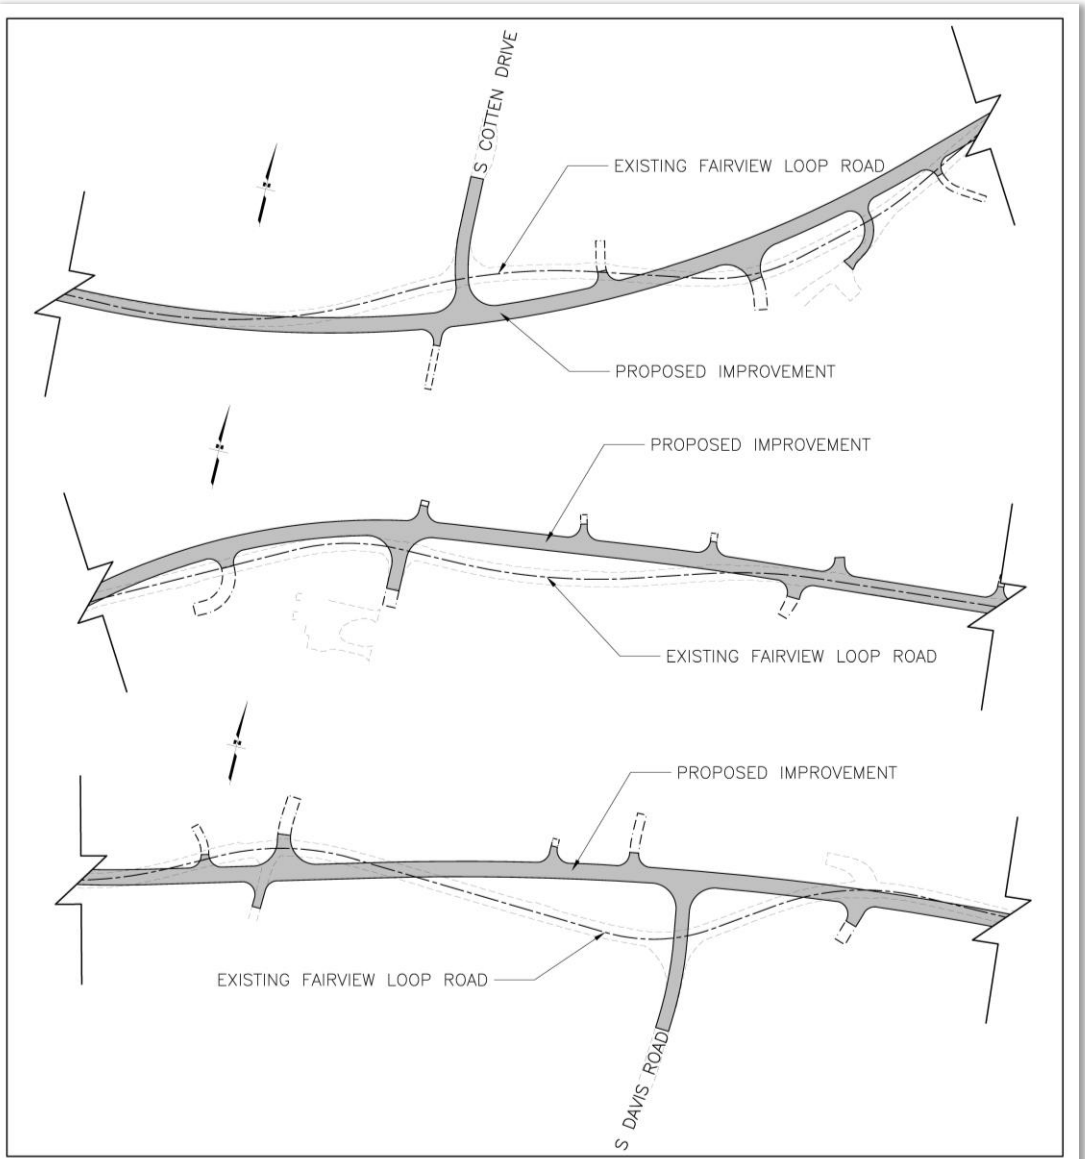 S COTTEN DRIVE
EXISTING FAIRVIEW LOOP ROAD
PROPOSED IMPROVEMENT
PROPOSED IMPROVEMENT
EXISTING FAIRVIEW LOOP ROAD
PROPOSED IMPROVEMENT
EXISTING FAIRVIEW LOOP ROAD
S DAVIS ROAD